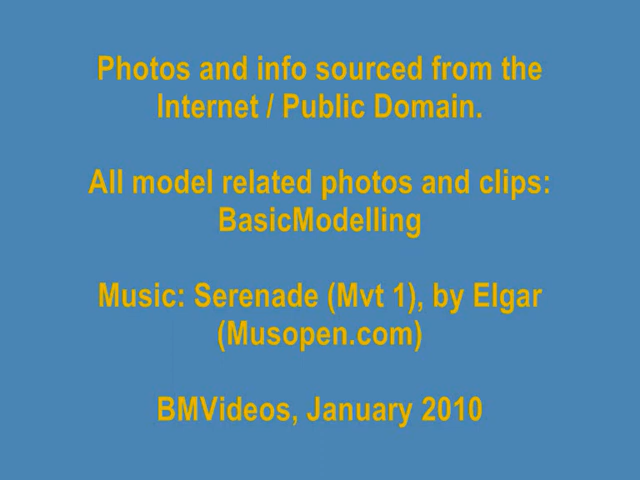 Photos and info sourced from the
Internet / Public Domain.
All model related photos and clips:
BasicModelling
Music: Serenade (Mvt 1), by Elgar
(Musopen.com)
BMVideos, January 2010